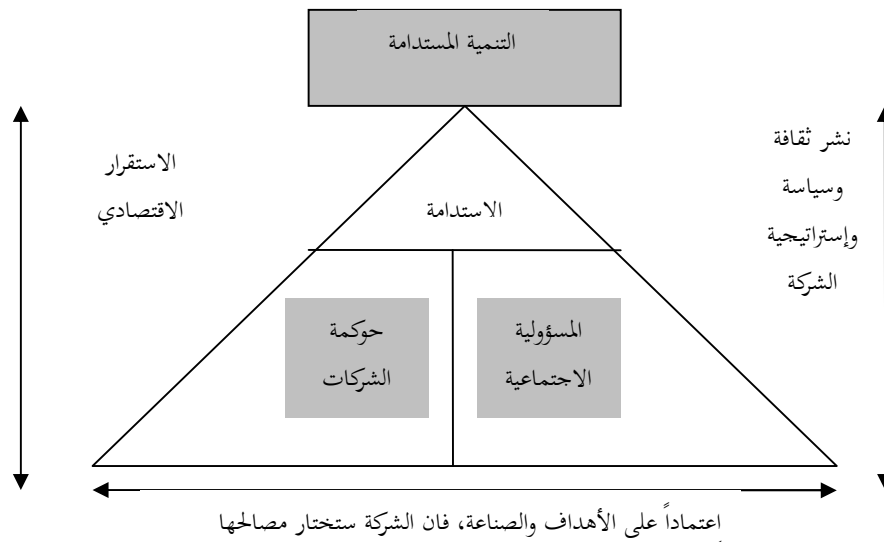 التنمية المستدامة
نشر ثقافة
وسياسة
وإستراتيجية
الشركة
الاستقرار
الاقتصادي
الاستدامة
المسؤولية
الاجتماعية
حوكمة
الشركات
اعتماداً على الأهداف والصناعة، فان الشركة ستختار مصالحها